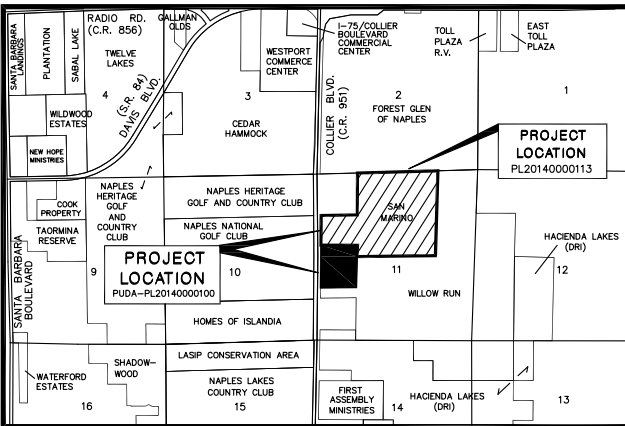 RADIO RD.
(C.R. 856)
GALLMAN
OLDS
SANTA BARBARA
LANDINGS
PLANTATION
SABAL LAKE
TWELVE
LAKES
4
(S.R. 84)
DAVIS BLVD.
WILDWOOD
ESTATES
NEW HOPE
MINISTRIES
WESTPORT
COMMERCE
CENTER
3
CEDAR
HAMMOCK
I-75/COLLIER
BOULEVARD
COMMERCIAL
CENTER
COLLIER BLVD.
(C.R. 951)
2
FOREST GLEN
OF NAPLES
TOLL
PLAZA
R.V.
EAST
TOLL
PLAZA
1
PROJECT
LOCATION
PL20140000113
COOK
PROPERTY
TAORMINA
RESERVE
SANTA BARBARA
BOULEVARD
9
NAPLES
HERITAGE
GOLF
AND
COUNTRY
CLUB
NAPLES HERITAGE
GOLF AND COUNTRY CLUB
NAPLES NATIONAL
GOLF CLUB
10
PROJECT
LOCATION
PUDA-PL20140000100
SAN
MARINO
11
WILLOW RUN
HACIENDA LAKES
(DRI)
12
HOMES OF ISLANDIA
LASIP CONSERVATION AREA
WATERFORD
ESTATES
SHADOW-
WOOD
16
NAPLES LAKES
COUNTRY CLUB
15
FIRST
ASSEMBLY
MINISTRIES
14
HACIENDA LAKES
(DRI)
13